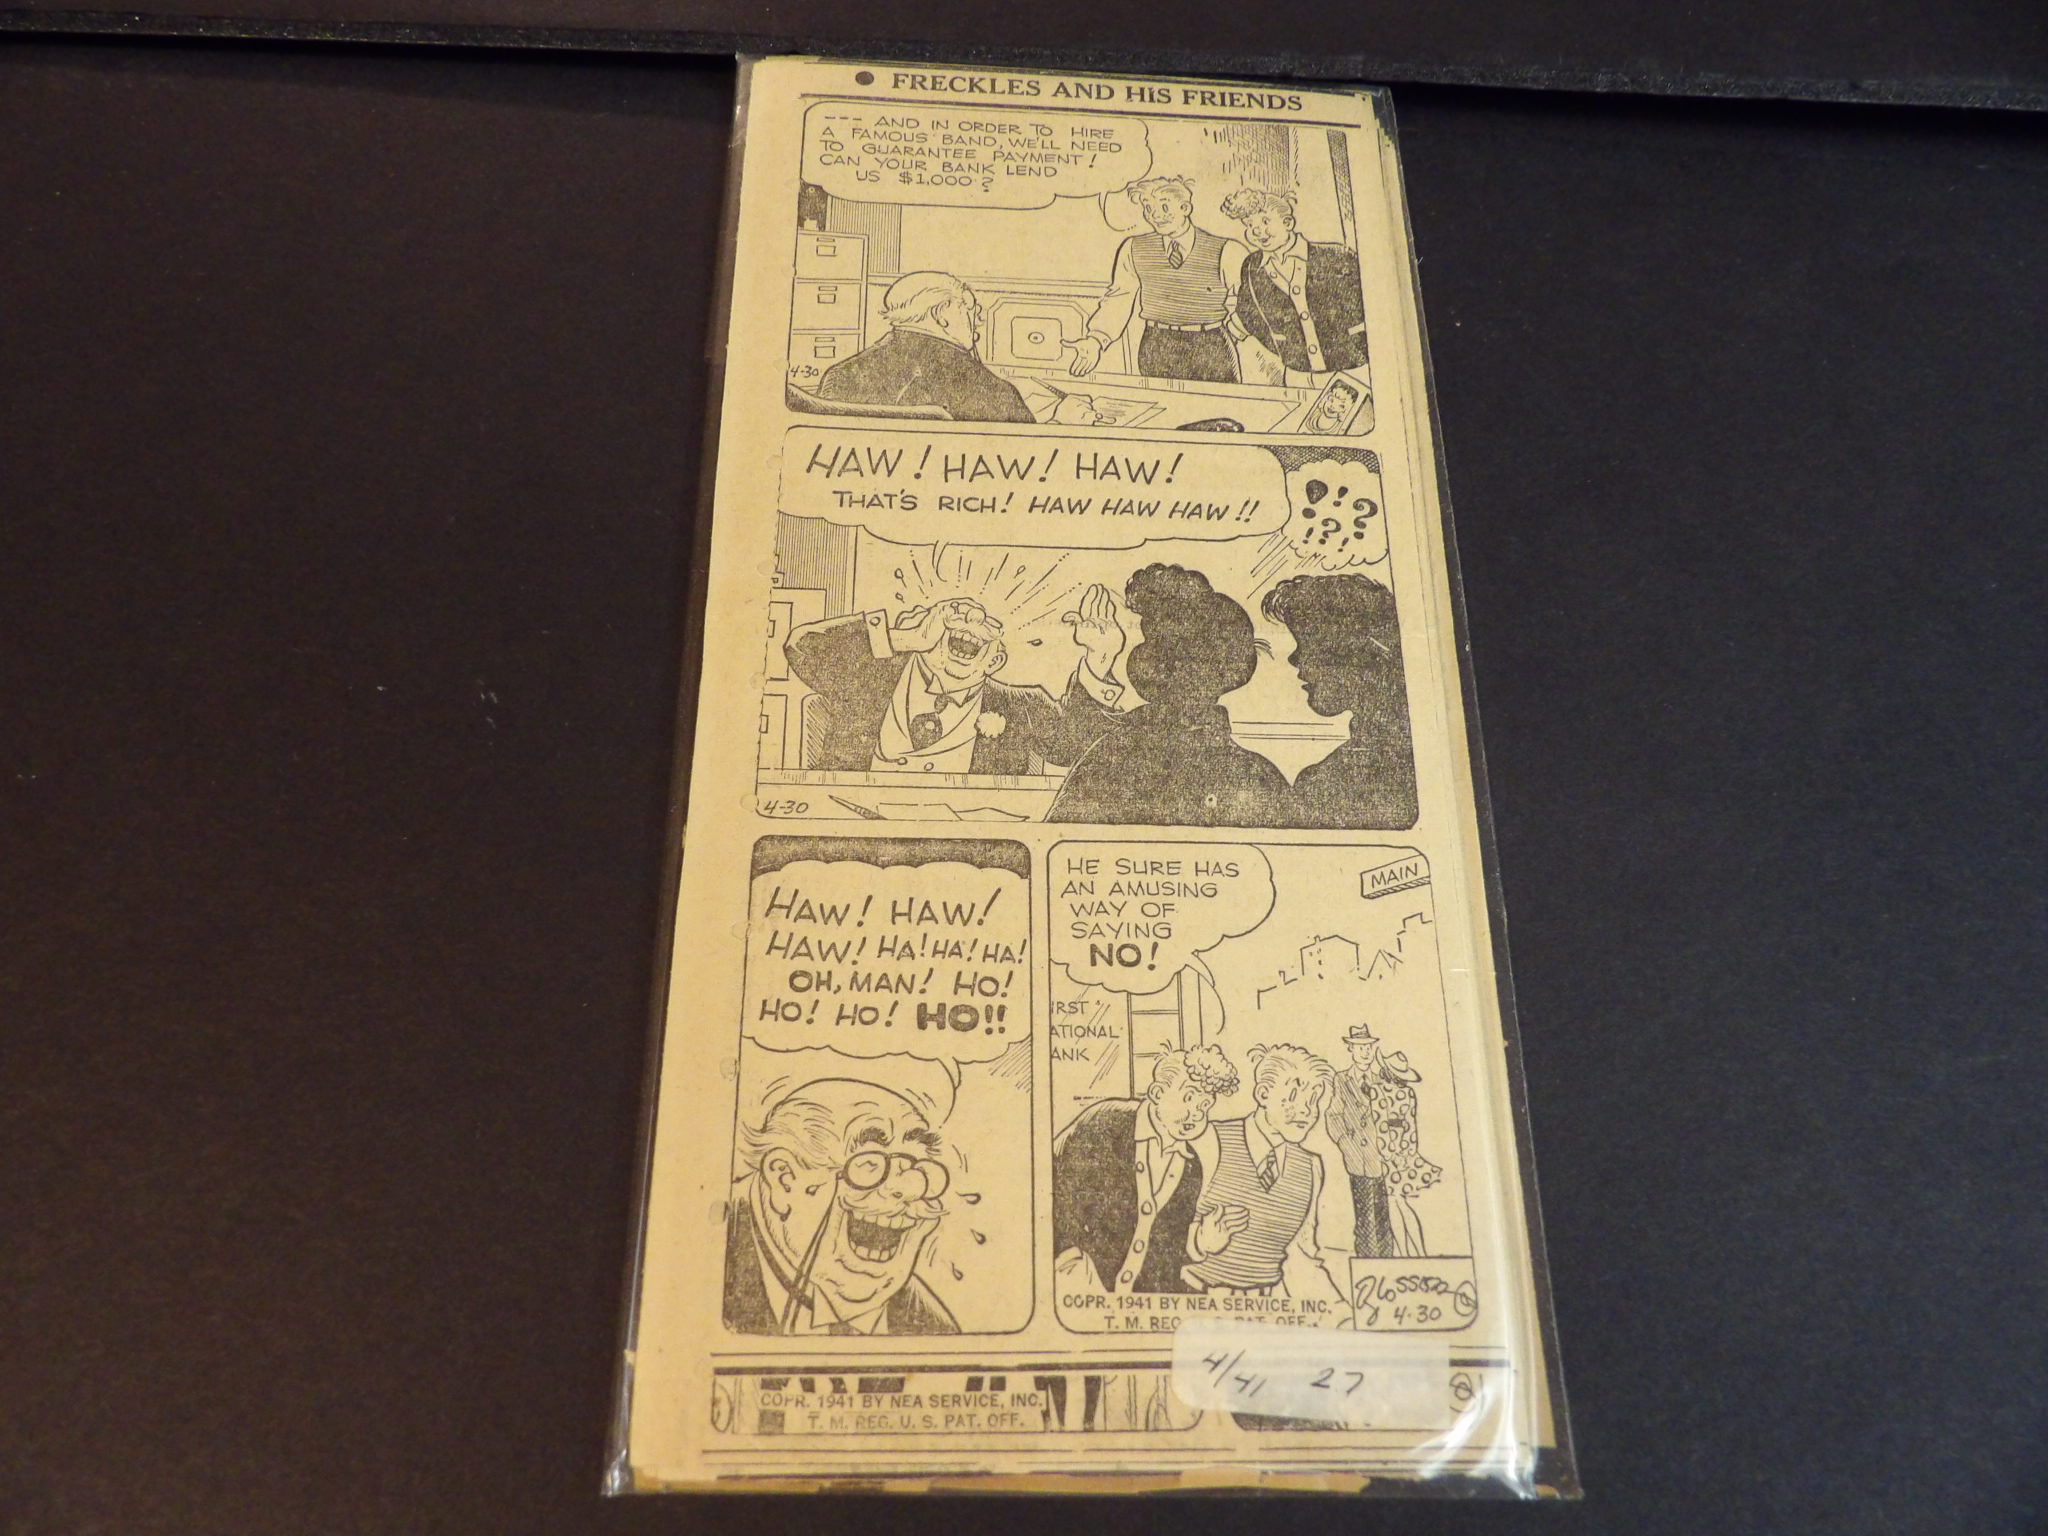 ● FRECKLES AND HIS FRIENDS
--- AND IN ORDER TO HIRE
A FAMOUS BAND, WE'LL NEED
TO GUARANTEE PAYMENT!
CAN YOUR BANK LEND
US $1,000?
4-30
HAW! HAW! HAW!
THAT'S RICH! HAW HAW HAW!!
!!?
?
!?!
4-30
HAW! HAW!
HAW! HA! HA! HA!
OH, MAN! HO!
HO! HO! HO!!
HE SURE HAS
AN AMUSING
WAY OF
SAYING
NO!
MAIN
IRST
ATIONAL
ANK
COPR. 1941 BY NEA SERVICE, INC.
T. M. REG. U. S. PAT. OFF.
Blosser
4-30
4/41 27
COPR. 1941 BY NEA SERVICE, INC.
T. M. REG. U. S. PAT. OFF.